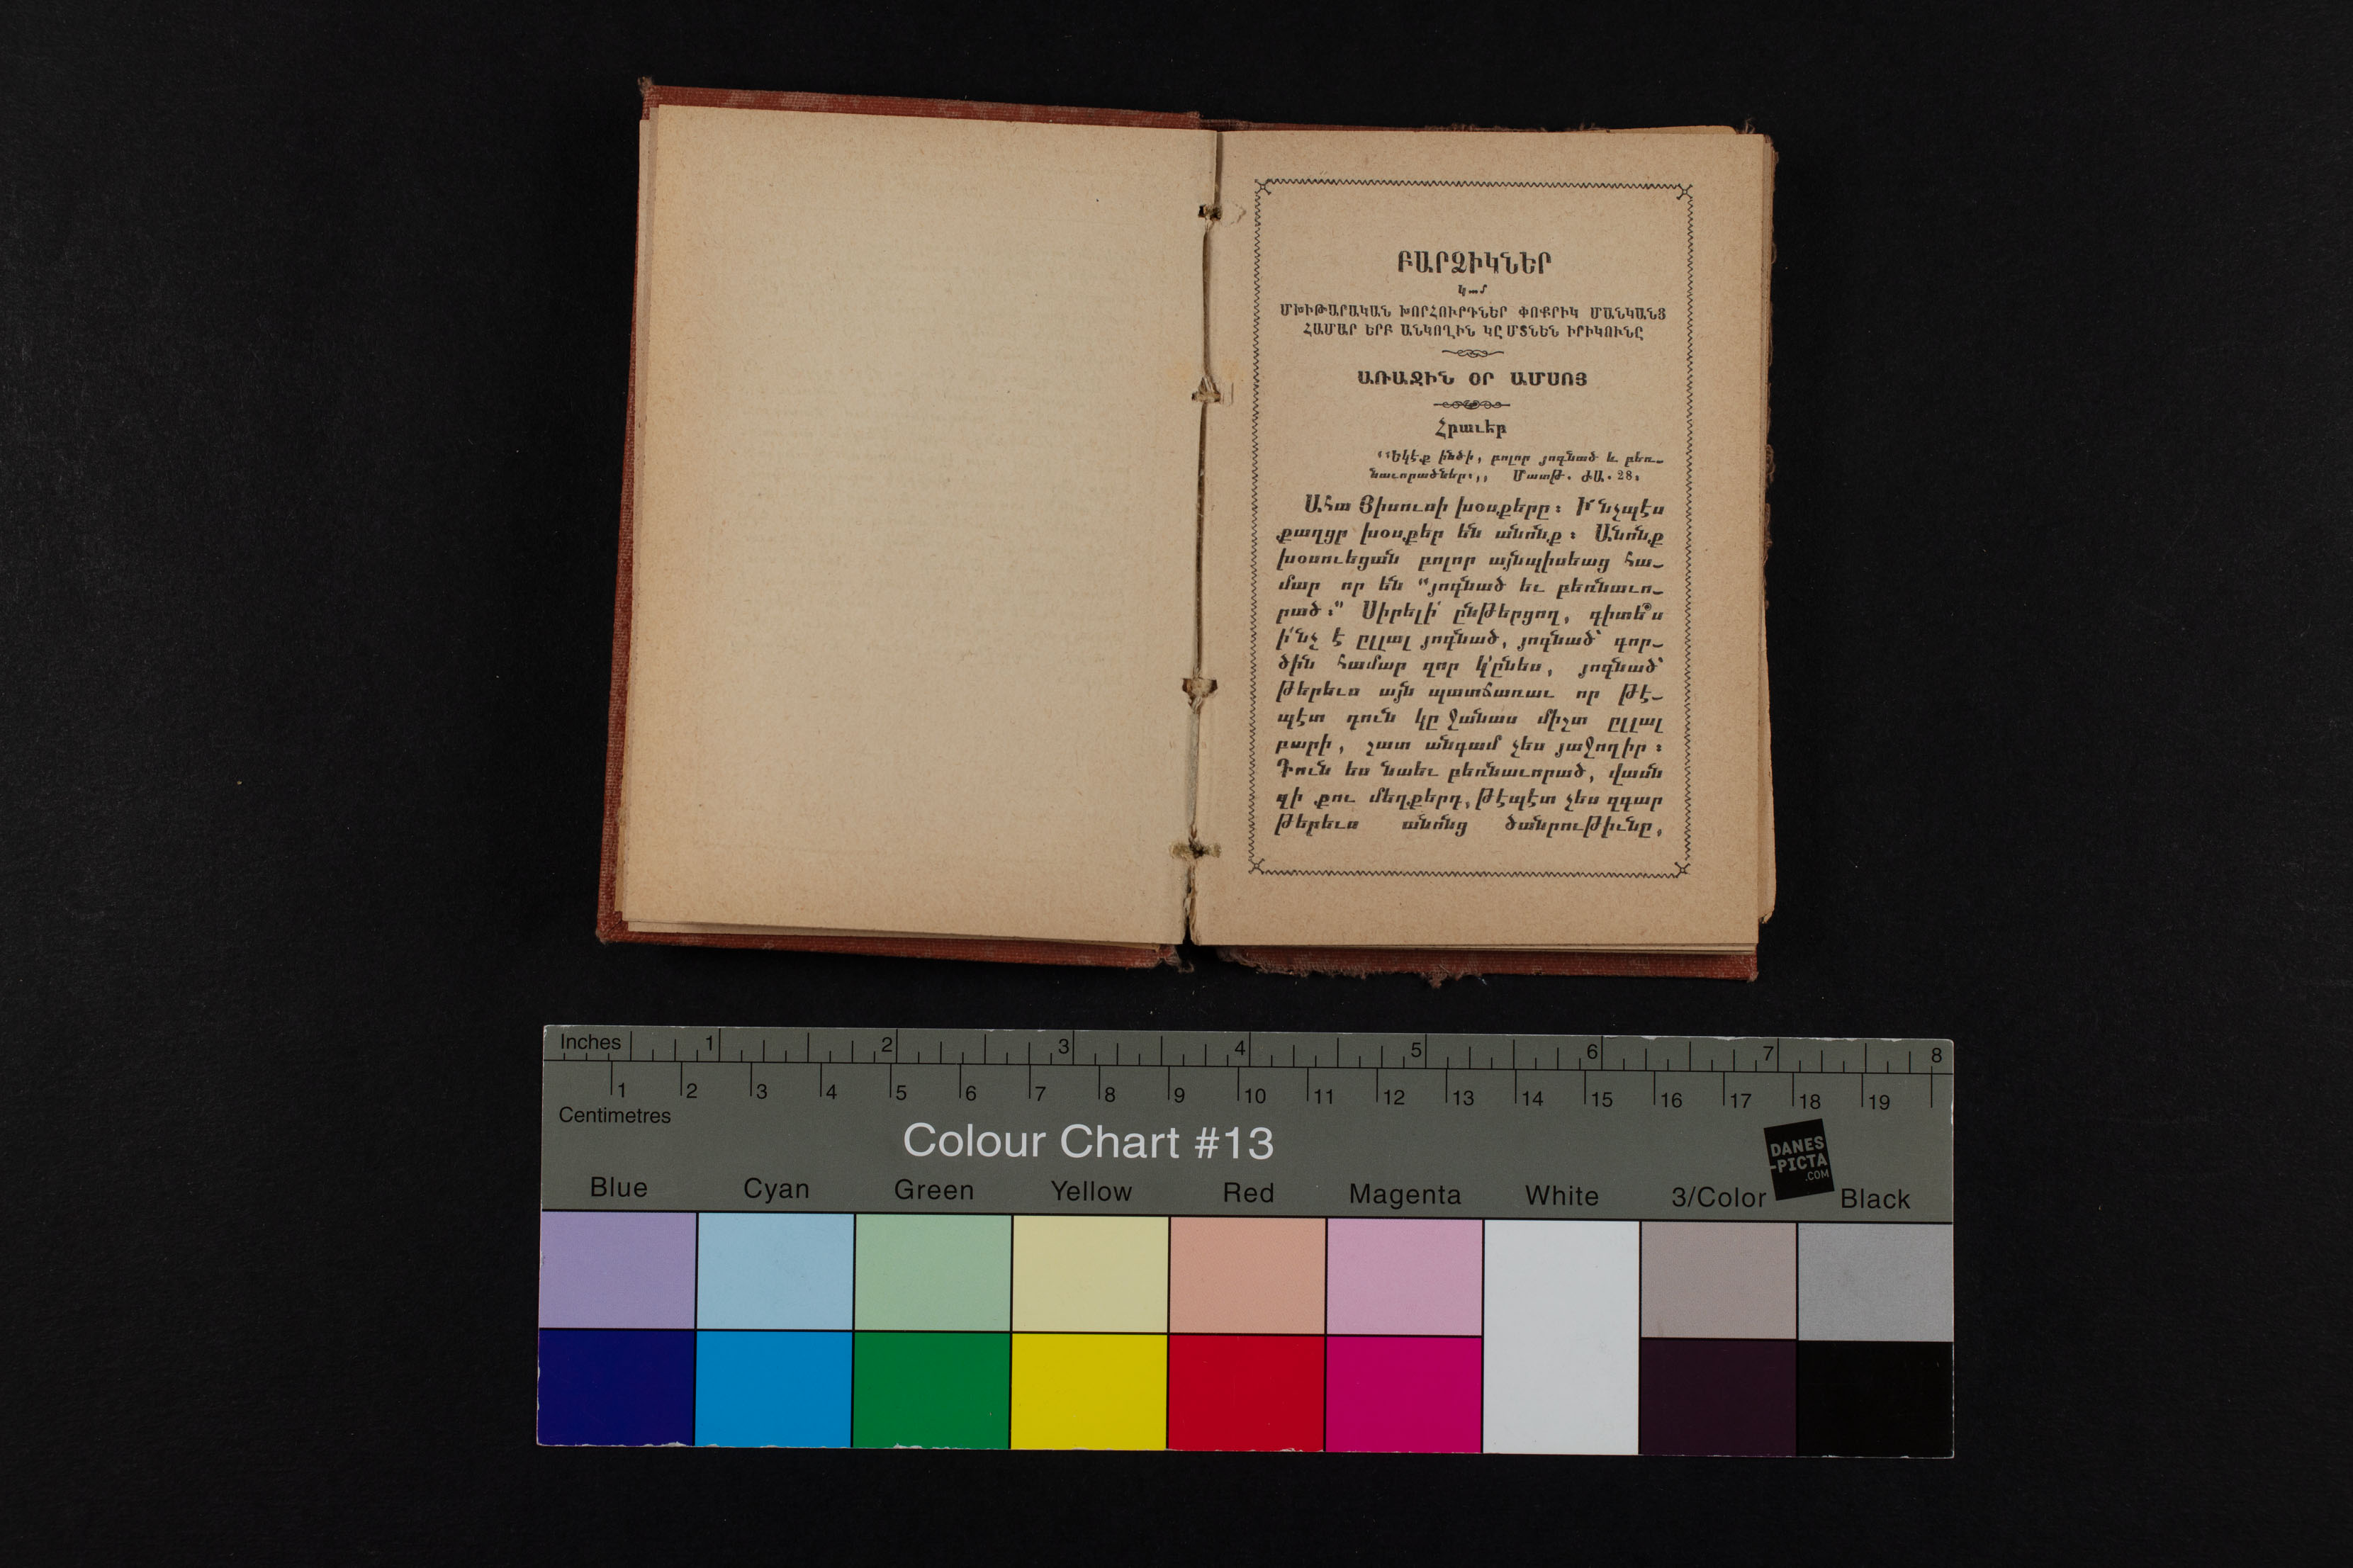 ԲԱՐՁԻԿՆԵՐ
կամ
ՄԽԻԹԱՐԱԿԱՆ ԽՈՐՀՈՒՐԴՆԵՐ ՓՈՔՐԻԿ ՄԱՆԿԱՆՑ
ՀԱՄԱՐ ԵՐԲ ԱՆԿՈՂԻՆ ԿԸ ՄՏՆԵՆ ԻՐԻԿՈՒՆԸ
ԱՌԱՋԻՆ ՕՐ ԱՄՍՈՅ
Հրաւէր
‘‘Եկէք ինծի, բոլոր յոգնած և բեռ-
նաւորածներ,,, Մատթ. ԺԱ. 28։
Ահա Յիսուսի խօսքերը։ Ի՜նչպէս
քաղցր խօսքեր են անոնք։ Անոնք
խօսուեցան բոլոր այնպիսեաց հա-
մար որ են "յոգնած եւ բեռնաւո-
րած։" Սիրելի՛ ընթերցող, գիտե՞ս
ի՛նչ է ըլլալ յոգնած, յոգնած՝ գոր-
ծին համար զոր կ՚ընես, յոգնած՝
թերեւս այն պատճառաւ որ թէ-
պէտ դուն կը ջանաս միշտ ըլլալ
բարի, շատ անգամ չես յաջողիր։
Դուն ես նաեւ բեռնաւորած, վասն
զի քու մեղքերդ, թէպէտ չես զգար
թերեւս անոնց ծանրութիւնը,
Inches 1 2 3 4 5 6 7 8
1 2 3 4 5 6 7 8 9 10 11 12 13 14 15 16 17 18 19
Centimetres
Colour Chart #13
DANES
-PICTA
.COM
Blue Cyan Green Yellow Red Magenta White 3/Color Black